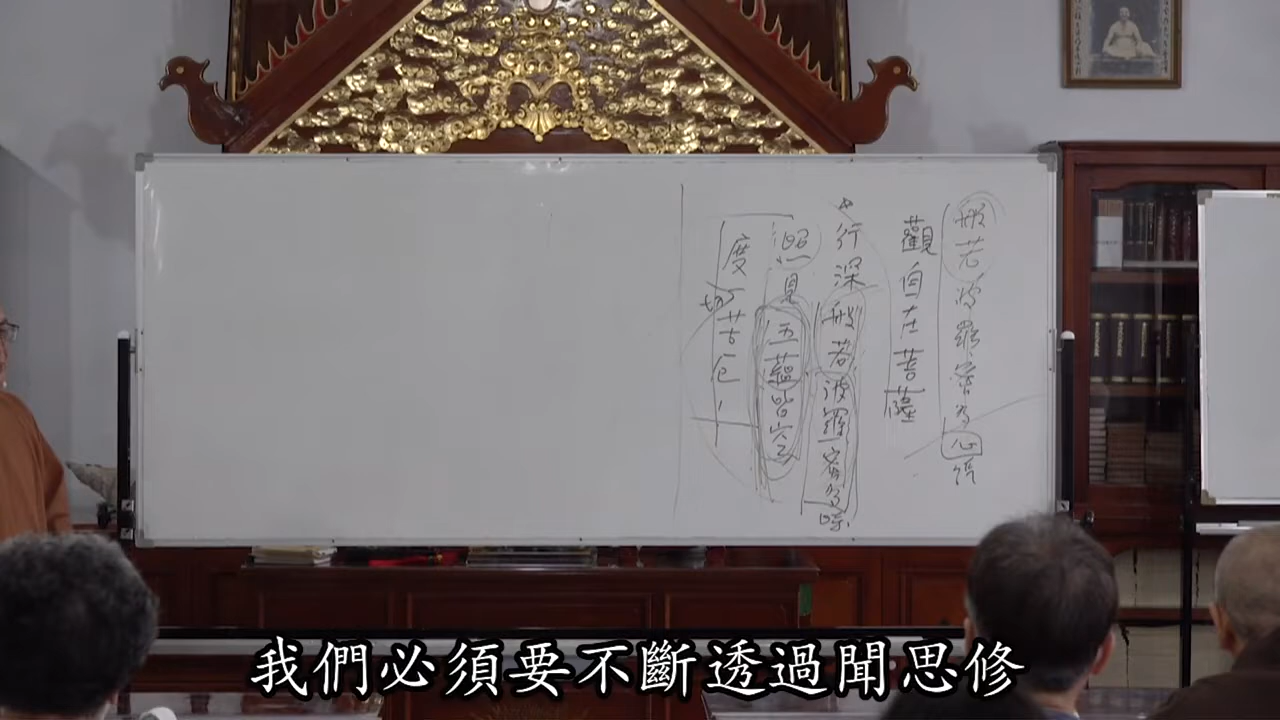 般若波羅蜜多心經
觀自在菩薩
行深般若波羅蜜多時
照見五蘊皆空
度一切苦厄
我們必須要不斷透過聞思修